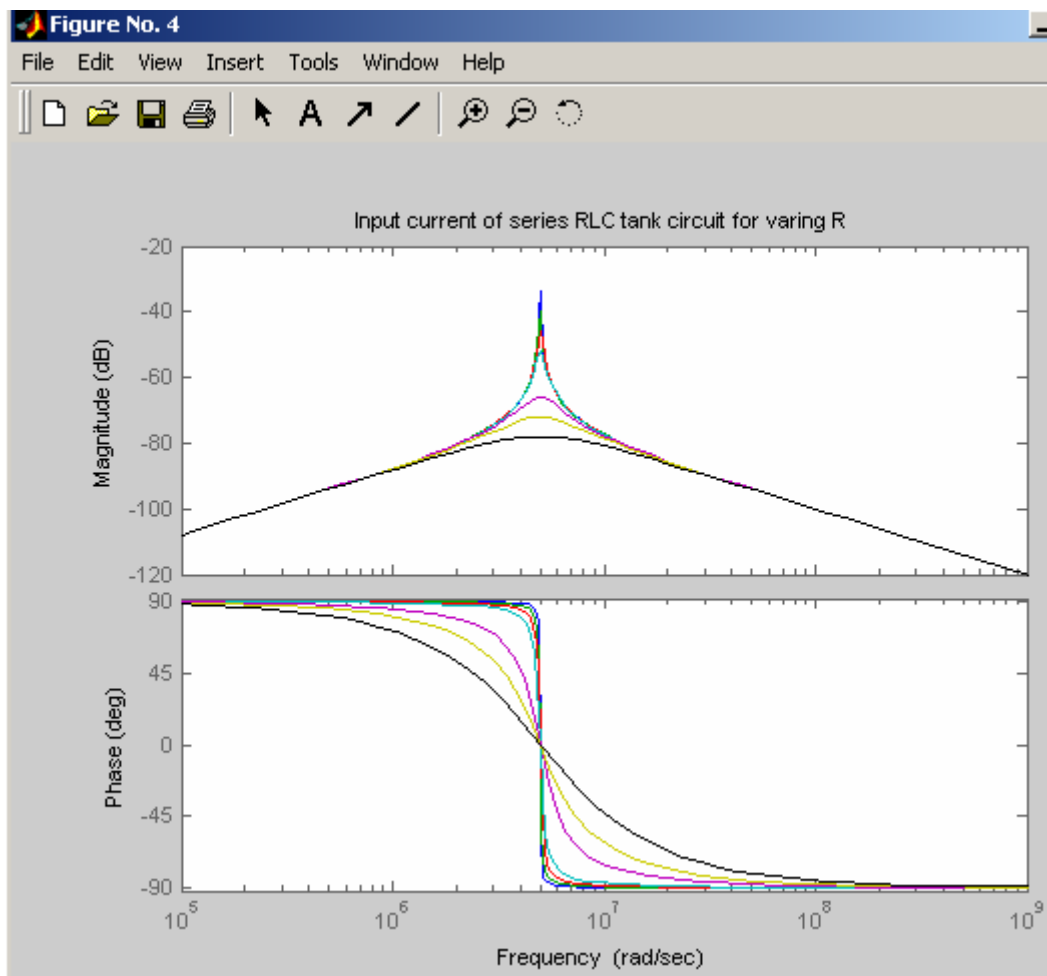 Figure No. 4
File Edit View Insert Tools Window Help
A
Input current of series RLC tank circuit for varing R
Magnitude (dB)
-20
-40
-60
-80
-100
-120
Phase (deg)
90
45
0
-45
-90
10^5 10^6 10^7 10^8 10^9
Frequency (rad/sec)